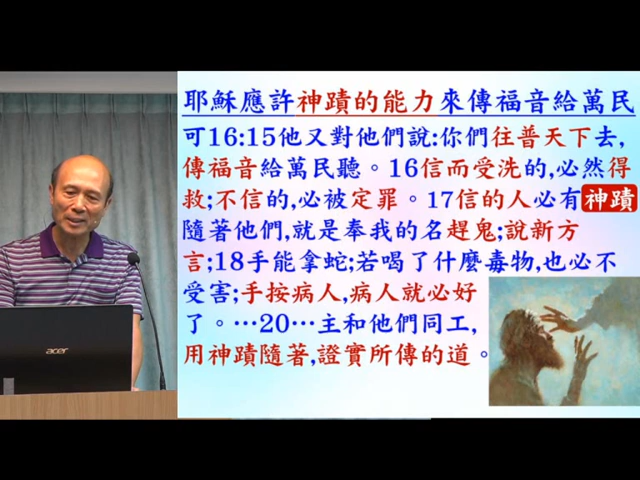 耶穌應許神蹟的能力來傳福音給萬民
可16:15他又對他們說:你們往普天下去,
傳福音給萬民聽。16信而受洗的,必然得
救;不信的,必被定罪。17信的人必有神蹟
隨著他們,就是奉我的名趕鬼;說新方
言;18手能拿蛇;若喝了什麼毒物,也必不
受害;手按病人,病人就必好
了。…20…主和他們同工,
用神蹟隨著,證實所傳的道。
acer